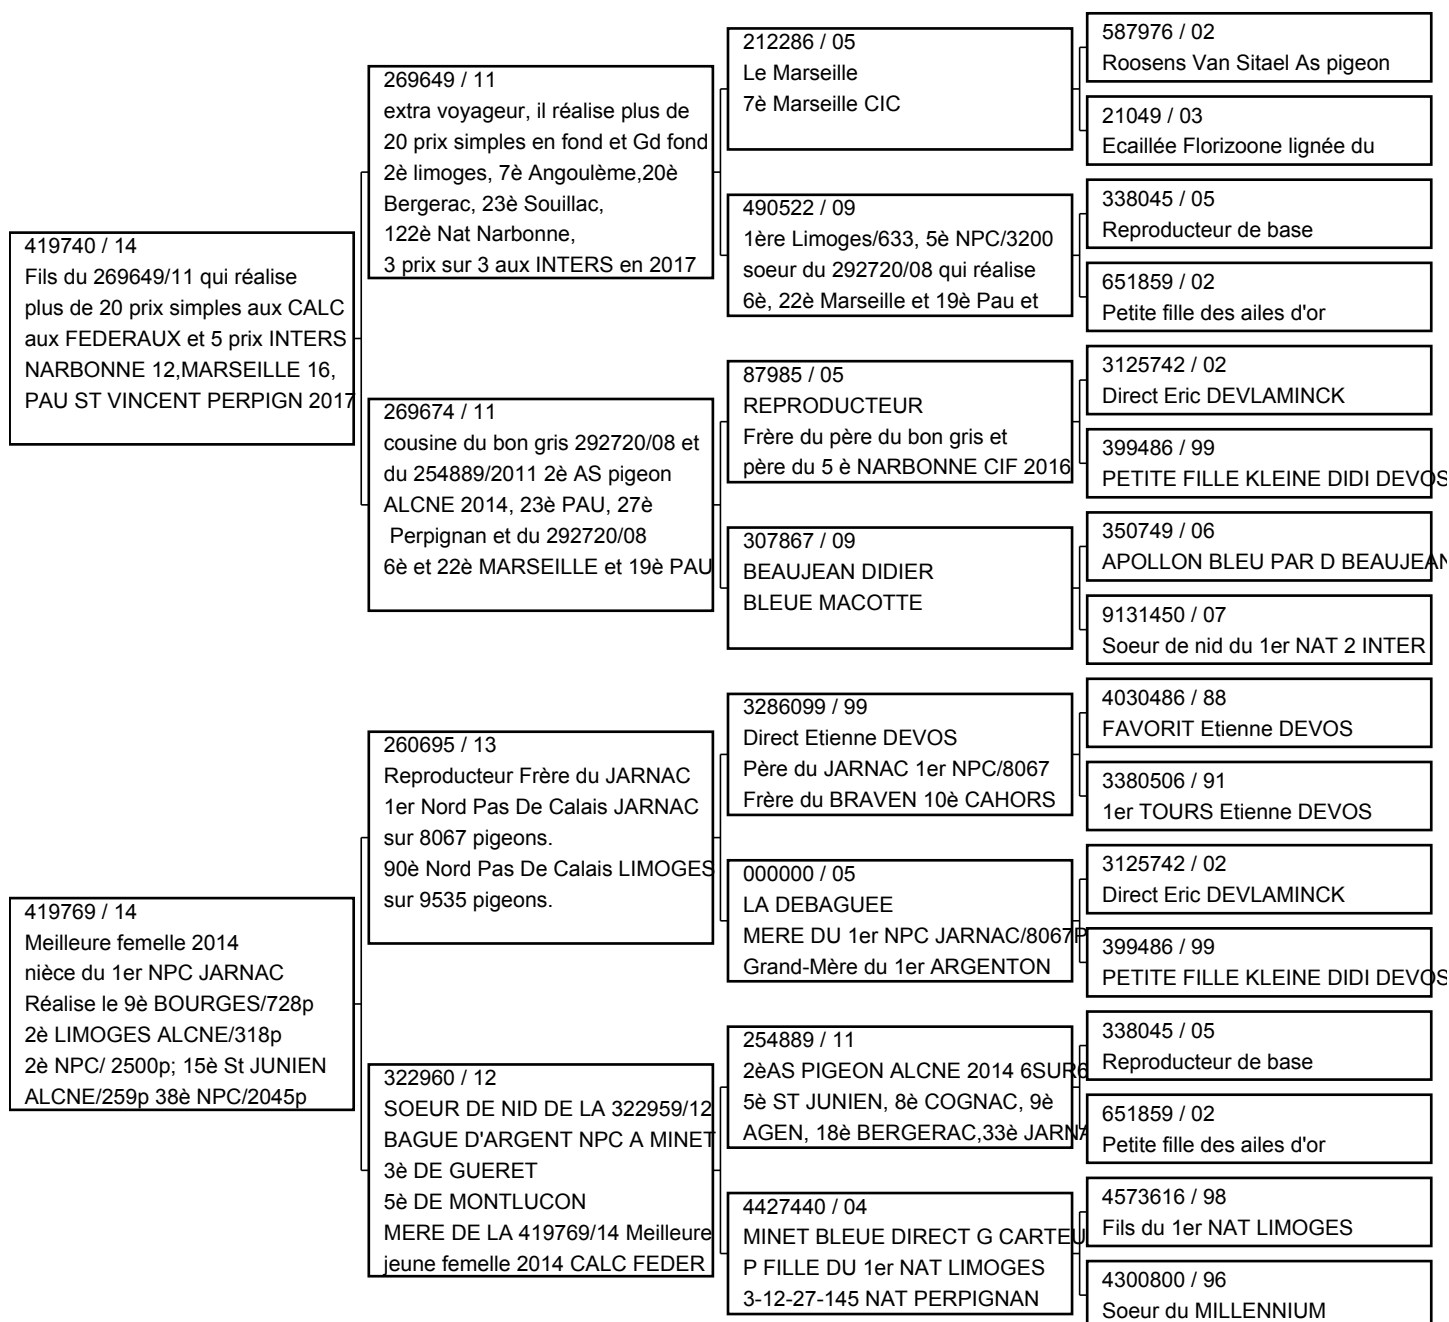 419740 / 14
Fils du 269649/11 qui réalise
plus de 20 prix simples aux CALC
aux FEDERAUX et 5 prix INTERS
NARBONNE 12,MARSEILLE 16,
PAU ST VINCENT PERPIGN 2017
419769 / 14
Meilleure femelle 2014
nièce du 1er NPC JARNAC
Réalise le 9è BOURGES/728p
2è LIMOGES ALCNE/318p
2è NPC/ 2500p; 15è St JUNIEN
ALCNE/259p 38è NPC/2045p
269649 / 11
extra voyageur, il réalise plus de
20 prix simples en fond et Gd fond
2è limoges, 7è Angoulème,20è
Bergerac, 23è Souillac,
122è Nat Narbonne,
3 prix sur 3 aux INTERS en 2017
269674 / 11
cousine du bon gris 292720/08 et
du 254889/2011 2è AS pigeon
ALCNE 2014, 23è PAU, 27è
Perpignan et du 292720/08
6è et 22è MARSEILLE et 19è PAU
260695 / 13
Reproducteur Frère du JARNAC
1er Nord Pas De Calais JARNAC
sur 8067 pigeons.
90è Nord Pas De Calais LIMOGES
sur 9535 pigeons.
322960 / 12
SOEUR DE NID DE LA 322959/12
BAGUE D'ARGENT NPC A MINET
3è DE GUERET
5è DE MONTLUCON
MERE DE LA 419769/14 Meilleure
jeune femelle 2014 CALC FEDER
212286 / 05
Le Marseille
7è Marseille CIC
490522 / 09
1ère Limoges/633, 5è NPC/3200
soeur du 292720/08 qui réalise
6è, 22è Marseille et 19è Pau et
87985 / 05
REPRODUCTEUR
Frère du père du bon gris et
père du 5 è NARBONNE CIF 2016
307867 / 09
BEAUJEAN DIDIER
BLEUE MACOTTE
3286099 / 99
Direct Etienne DEVOS
Père du JARNAC 1er NPC/8067
Frère du BRAVEN 10è CAHORS
000000 / 05
LA DEBAGUEE
MERE DU 1er NPC JARNAC/8067P
Grand-Mère du 1er ARGENTON
254889 / 11
2èAS PIGEON ALCNE 2014 6SUR6
5è ST JUNIEN, 8è COGNAC, 9è
AGEN, 18è BERGERAC,33è JARNA
4427440 / 04
MINET BLEUE DIRECT G CARTEU
P FILLE DU 1er NAT LIMOGES
3-12-27-145 NAT PERPIGNAN
587976 / 02
Roosens Van Sitael As pigeon
21049 / 03
Ecaillée Florizoone lignée du
338045 / 05
Reproducteur de base
651859 / 02
Petite fille des ailes d'or
3125742 / 02
Direct Eric DEVLAMINCK
399486 / 99
PETITE FILLE KLEINE DIDI DEVOS
350749 / 06
APOLLON BLEU PAR D BEAUJEAN
9131450 / 07
Soeur de nid du 1er NAT 2 INTER
4030486 / 88
FAVORIT Etienne DEVOS
3380506 / 91
1er TOURS Etienne DEVOS
3125742 / 02
Direct Eric DEVLAMINCK
399486 / 99
PETITE FILLE KLEINE DIDI DEVOS
338045 / 05
Reproducteur de base
651859 / 02
Petite fille des ailes d'or
4573616 / 98
Fils du 1er NAT LIMOGES
4300800 / 96
Soeur du MILLENNIUM